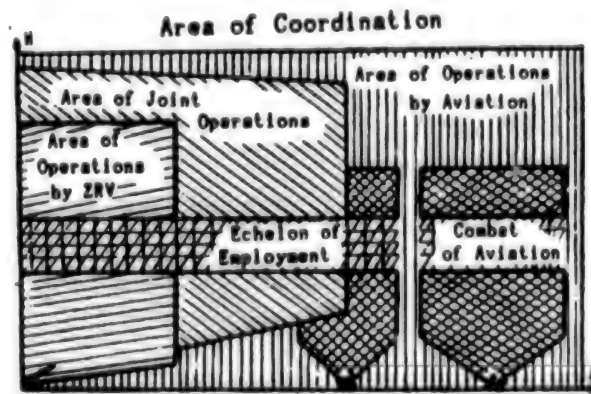 Area of Coordination
H
Area of Joint
Operations
Area of Operations
by Aviation
Area of
Operations
by ZRV
Echelon of
Employment
Combat
of Aviation